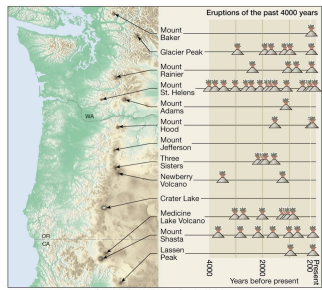 Eruptions of the past 4000 years
Mount
Baker
Glacier Peak
Mount
Rainier
Mount
St. Helens
Mount
Adams
WA
Mount
Hood
Mount
Jefferson
Three
Sisters
Newberry
Volcano
Crater Lake
Medicine
Lake Volcano
Mount
Shasta
OR
CA
Lassen
Peak
4000
2000
200
Present
Years before present